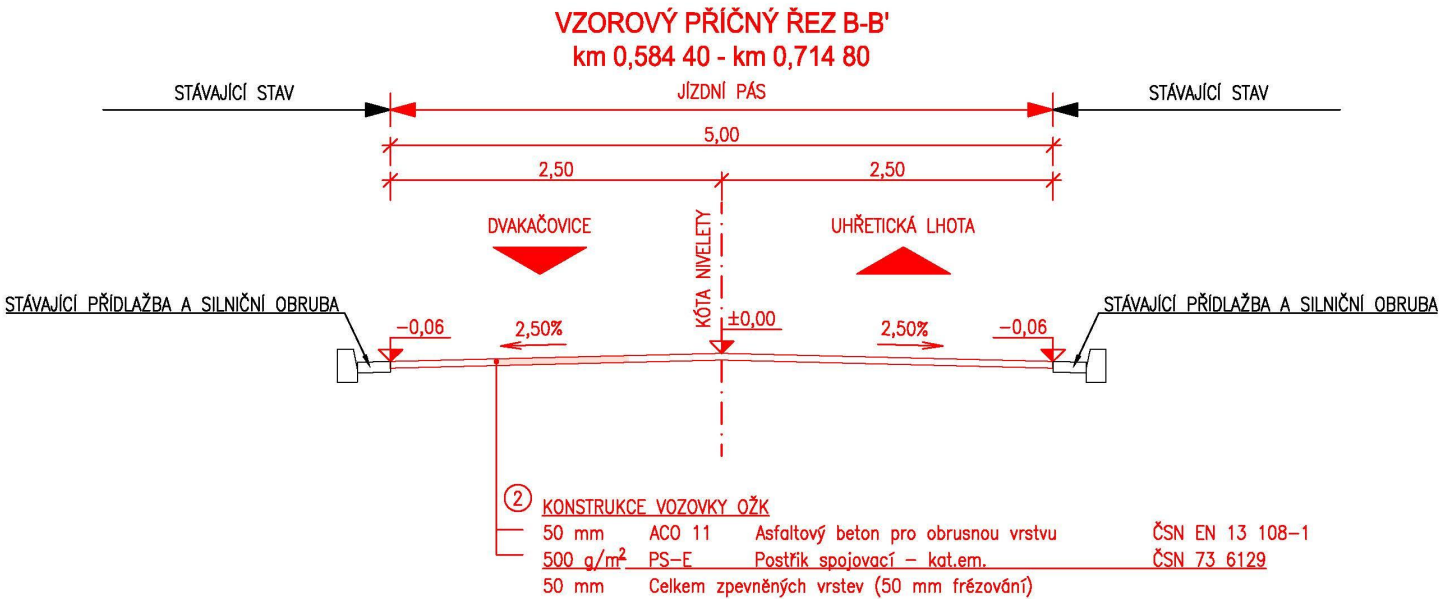 VZOROVÝ PŘÍČNÝ ŘEZ B-B'
km 0,584 40 - km 0,714 80
STÁVAJÍCÍ STAV
JÍZDNÍ PÁS
STÁVAJÍCÍ STAV
5,00
2,50
2,50
DVAKAČOVICE
KÓTA NIVELETY
UHŘETICKÁ LHOTA
STÁVAJÍCÍ PŘÍDLAŽBA A SILNIČNÍ OBRUBA
-0,06
2,50%
±0,00
2,50%
-0,06
STÁVAJÍCÍ PŘÍDLAŽBA A SILNIČNÍ OBRUBA
2 KONSTRUKCE VOZOVKY OŽK
50 mm ACO 11 Asfaltový beton pro obrusnou vrstvu ČSN EN 13 108-1
500 g/m² PS-E Postřik spojovací - kat.em. ČSN 73 6129
50 mm Celkem zpevněných vrstev (50 mm frézování)